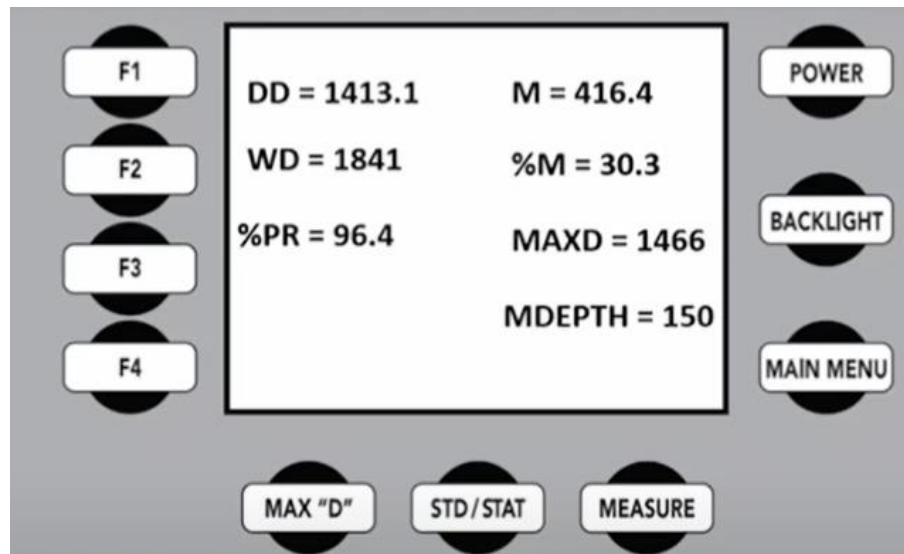 F1
F2
F3
F4
DD = 1413.1
M = 416.4
WD = 1841
%M = 30.3
%PR = 96.4
MAXD = 1466
MDEPTH = 150
POWER
BACKLIGHT
MAIN MENU
MAX "D"
STD/STAT
MEASURE